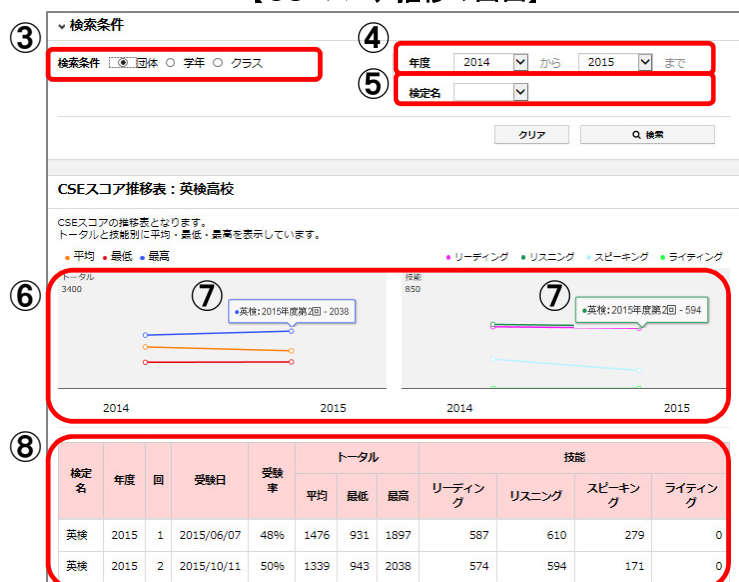 ∨ 検索条件
③
④
検索条件 団体 学年 クラス
年度 2014 から 2015 まで
⑤
検定名
クリア 検索
CSEスコア推移表：英検高校
CSEスコアの推移表となります。
トータルと技能別に平均・最低・最高を表示しています。
平均 最低 最高
リーディング リスニング スピーキング ライティング
⑥
トータル
3400
⑦
英検：2015年度第2回 - 2038
2014 2015
技能
850
⑦
英検：2015年度第2回 - 594
2014 2015
⑧
検定名 年度 回 受験日 受験率 トータル 技能
平均 最低 最高 リーディング リスニング スピーキング ライティング
英検 2015 1 2015/06/07 48% 1476 931 1897 587 610 279 0
英検 2015 2 2015/10/11 50% 1339 943 2038 574 594 171 0